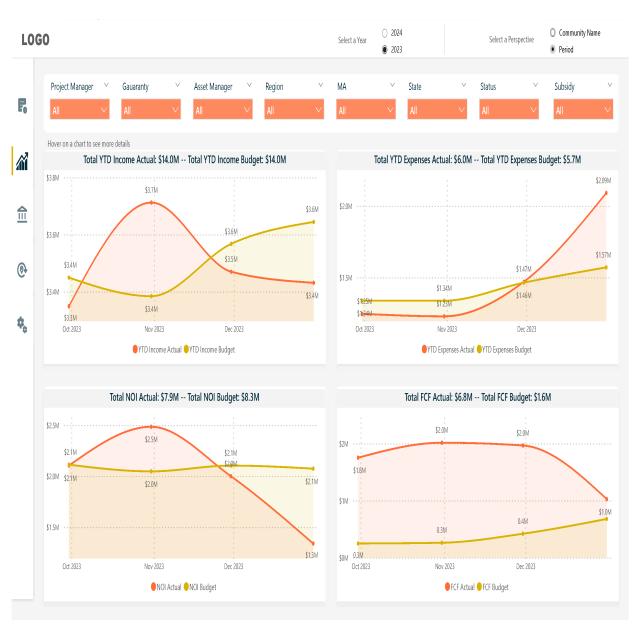 LOGO
Select a Year
2024
2023
Select a Perspective
Community Name
Period
Project Manager
Gauaranty
Asset Manager
Region
MA
State
Status
Subsidy
All
All
All
All
All
All
All
All
Hover on a chart to see more details
Total YTD Income Actual: $14.0M -- Total YTD Income Budget: $14.0M
$3.8M
$3.6M
$3.4M
$3.4M
$3.3M
$3.7M
$3.4M
$3.6M
$3.5M
$3.6M
$3.4M
Oct 2023
Nov 2023
Dec 2023
YTD Income Actual
YTD Income Budget
Total YTD Expenses Actual: $6.0M -- Total YTD Expenses Budget: $5.7M
$2.0M
$1.5M
$1.34M
$1.47M
$1.46M
$2.09M
$1.57M
Oct 2023
Nov 2023
Dec 2023
YTD Expenses Actual
YTD Expenses Budget
Total NOI Actual: $7.9M -- Total NOI Budget: $8.3M
$2.5M
$2.0M
$1.5M
$2.1M
$2.1M
$2.5M
$2.0M
$2.1M
$2.1M
$1.3M
Oct 2023
Nov 2023
Dec 2023
NOI Actual
NOI Budget
Total FCF Actual: $6.8M -- Total FCF Budget: $1.6M
$2M
$1M
$0M
$1.8M
$2.0M
$2.0M
$1.0M
0.3M
0.3M
0.4M
Oct 2023
Nov 2023
Dec 2023
FCF Actual
FCF Budget